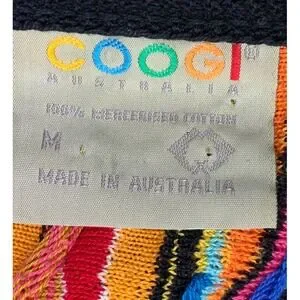 COOGI®
AUSTRALIA
100% MERCERISED COTTON
M
MADE IN AUSTRALIA